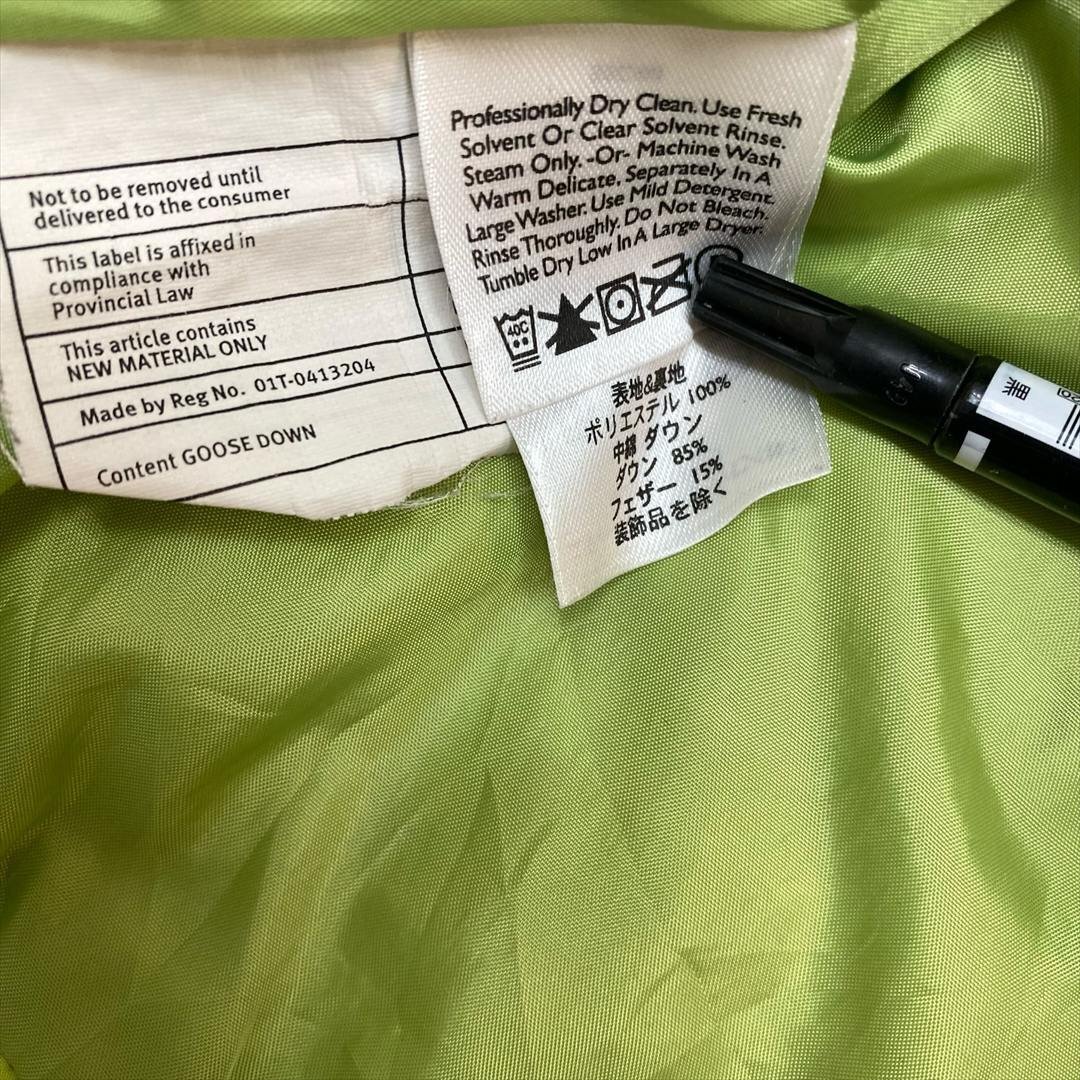 Not to be removed until
delivered to the consumer
This label is affixed in
compliance with
Provincial Law
This article contains
NEW MATERIAL ONLY
Made by Reg No. 01T-0413204
Content GOOSE DOWN
Professionally Dry Clean. Use Fresh
Solvent Or Clear Solvent Rinse.
Steam Only. -Or- Machine Wash
Warm Delicate, Separately In A
Large Washer. Use Mild Detergent.
Rinse Thoroughly. Do Not Bleach.
Tumble Dry Low In A Large Dryer.
40C
表地&裏地
ポリエステル 100%
中綿 ダウン
ダウン 85%
フェザー 15%
装飾品を除く
黒